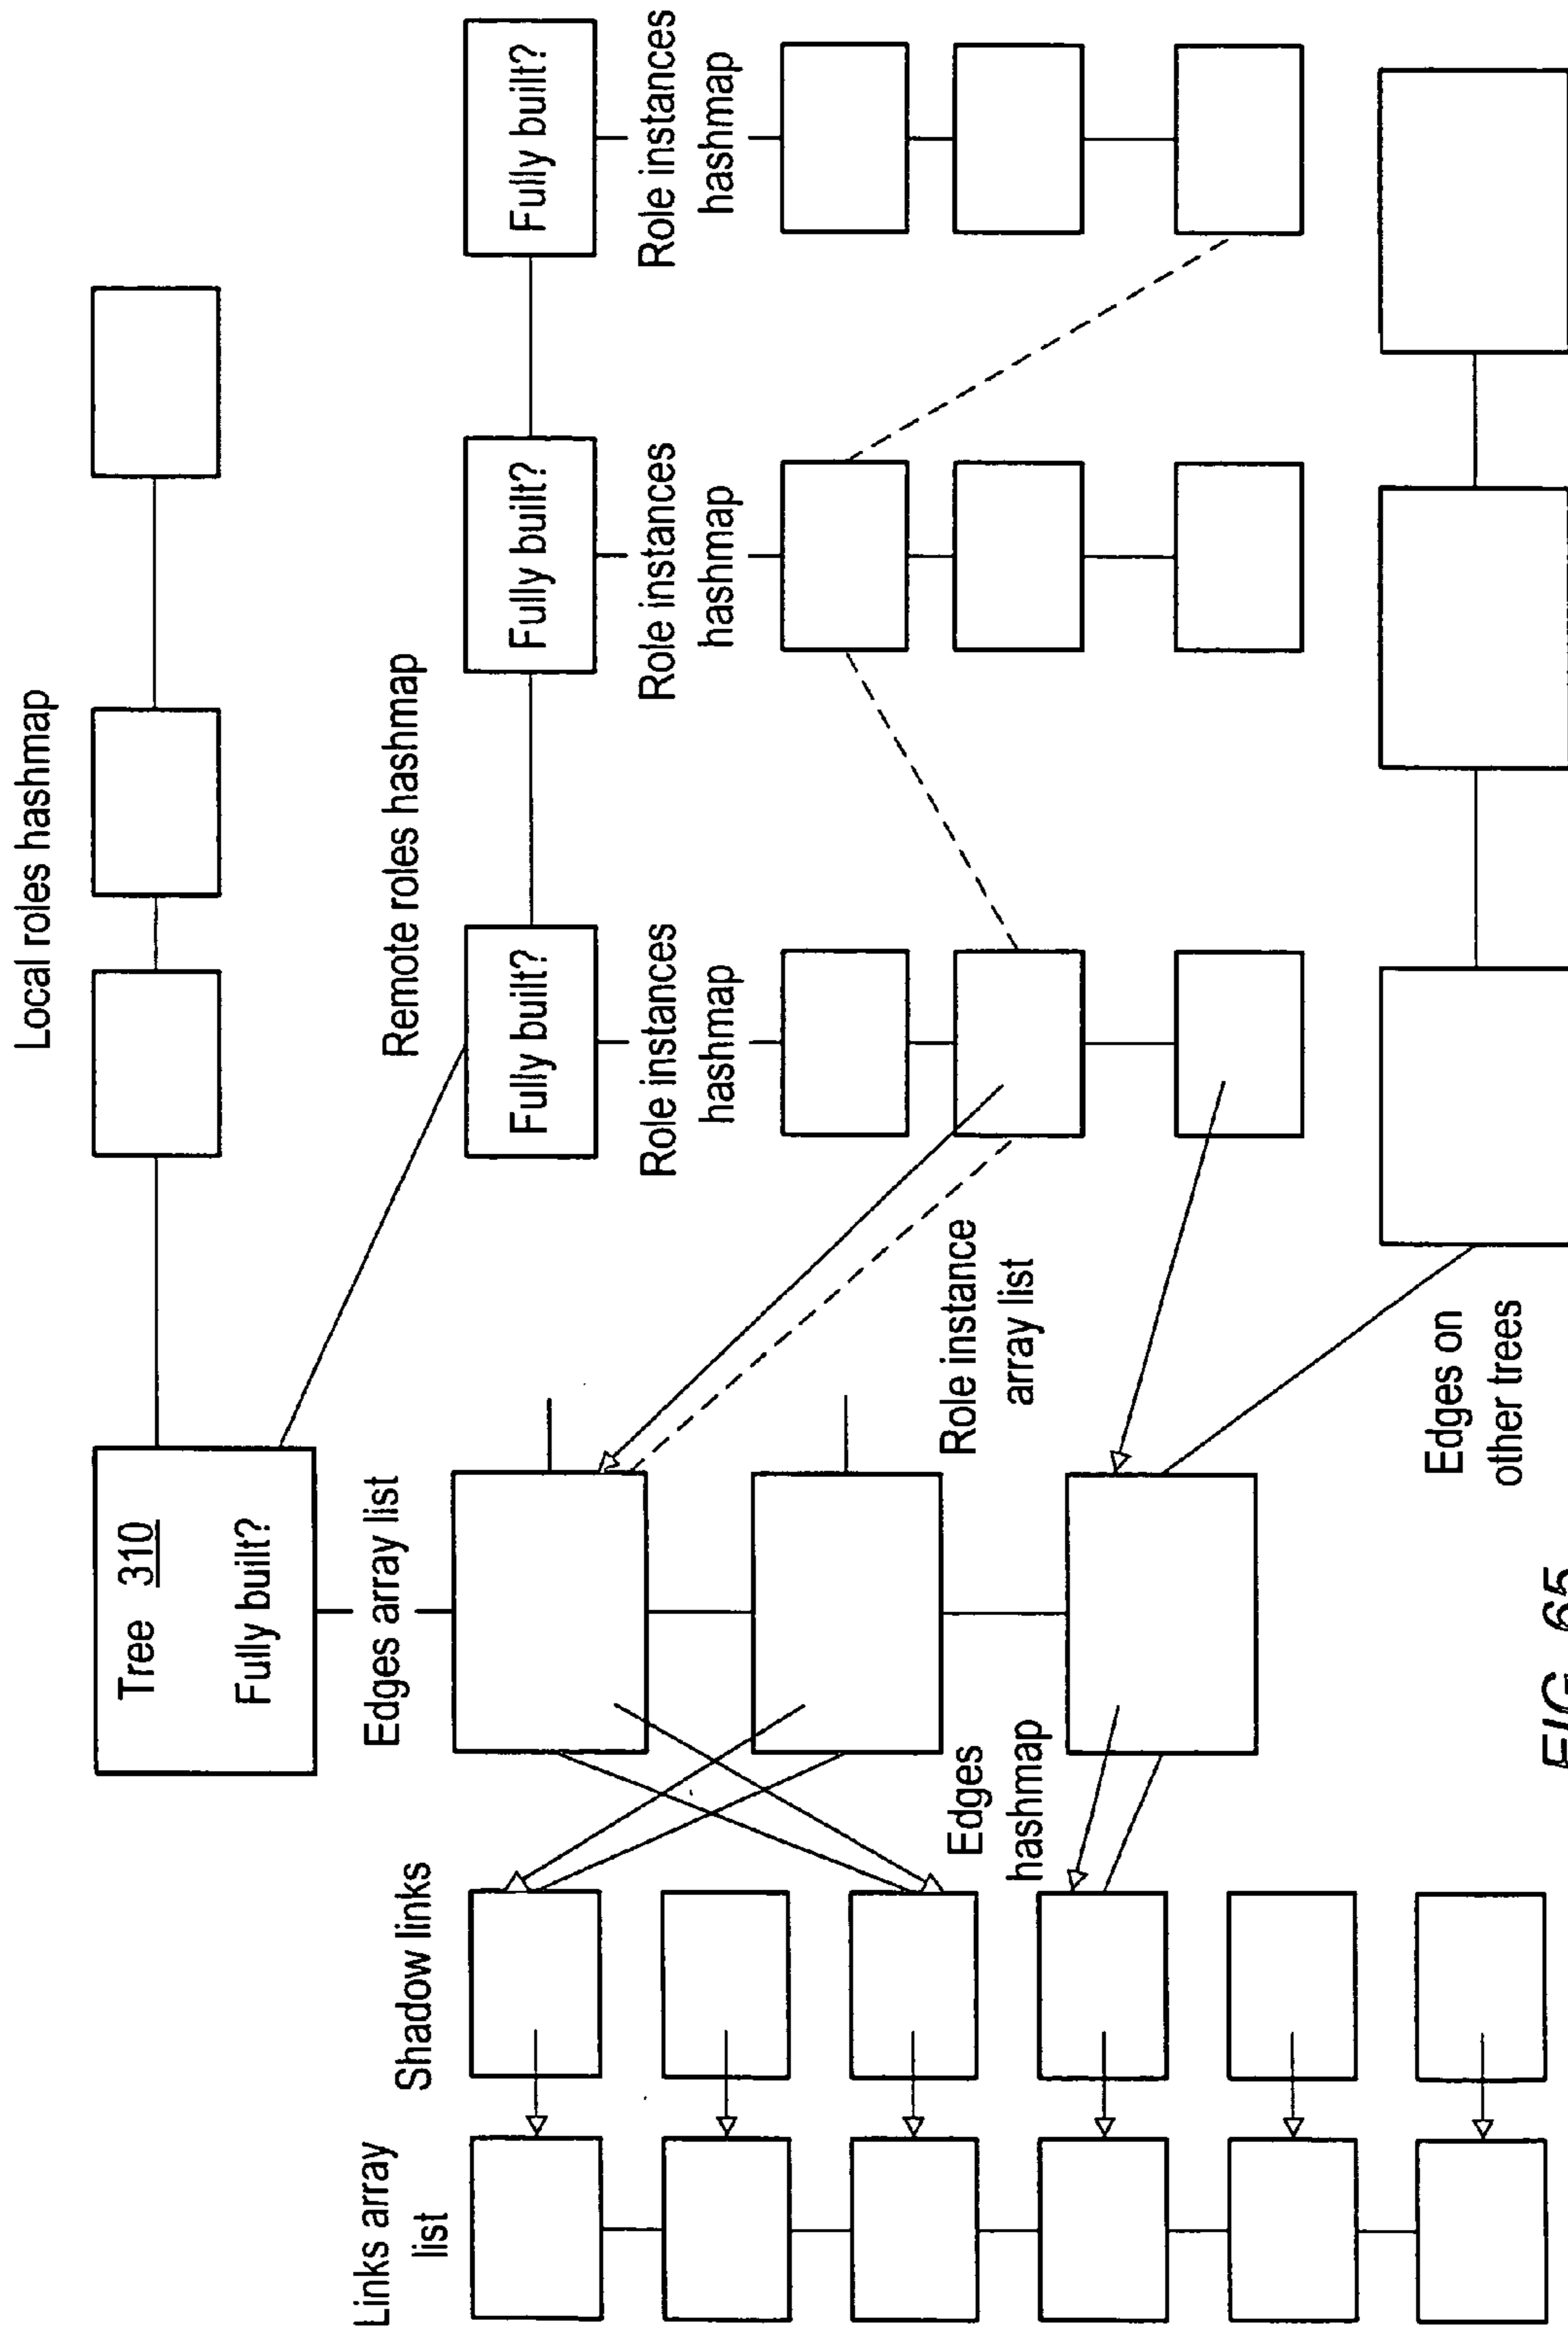 Local roles hashmap
Tree 310
Fully built?
Remote roles hashmap
Links array
list
Shadow links
Edges array list
Fully built?
Fully built?
Fully built?
Role instances
hashmap
Role instances
hashmap
Role instances
hashmap
Edges
hashmap
Role instance
array list
Edges on
other trees
FIG. 65